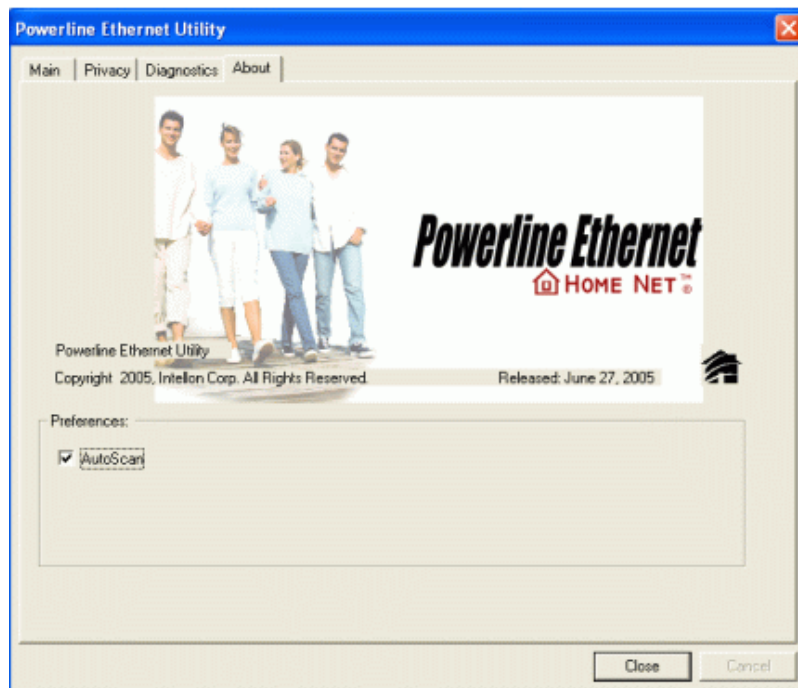 Powerline Ethernet Utility
Main Privacy Diagnostics About
Powerline Ethernet
HOME NET ™ ®
Powerline Ethernet Utility
Copyright 2005, Intellon Corp. All Rights Reserved. Released: June 27, 2005
Preferences:
AutoScan
Close Cancel